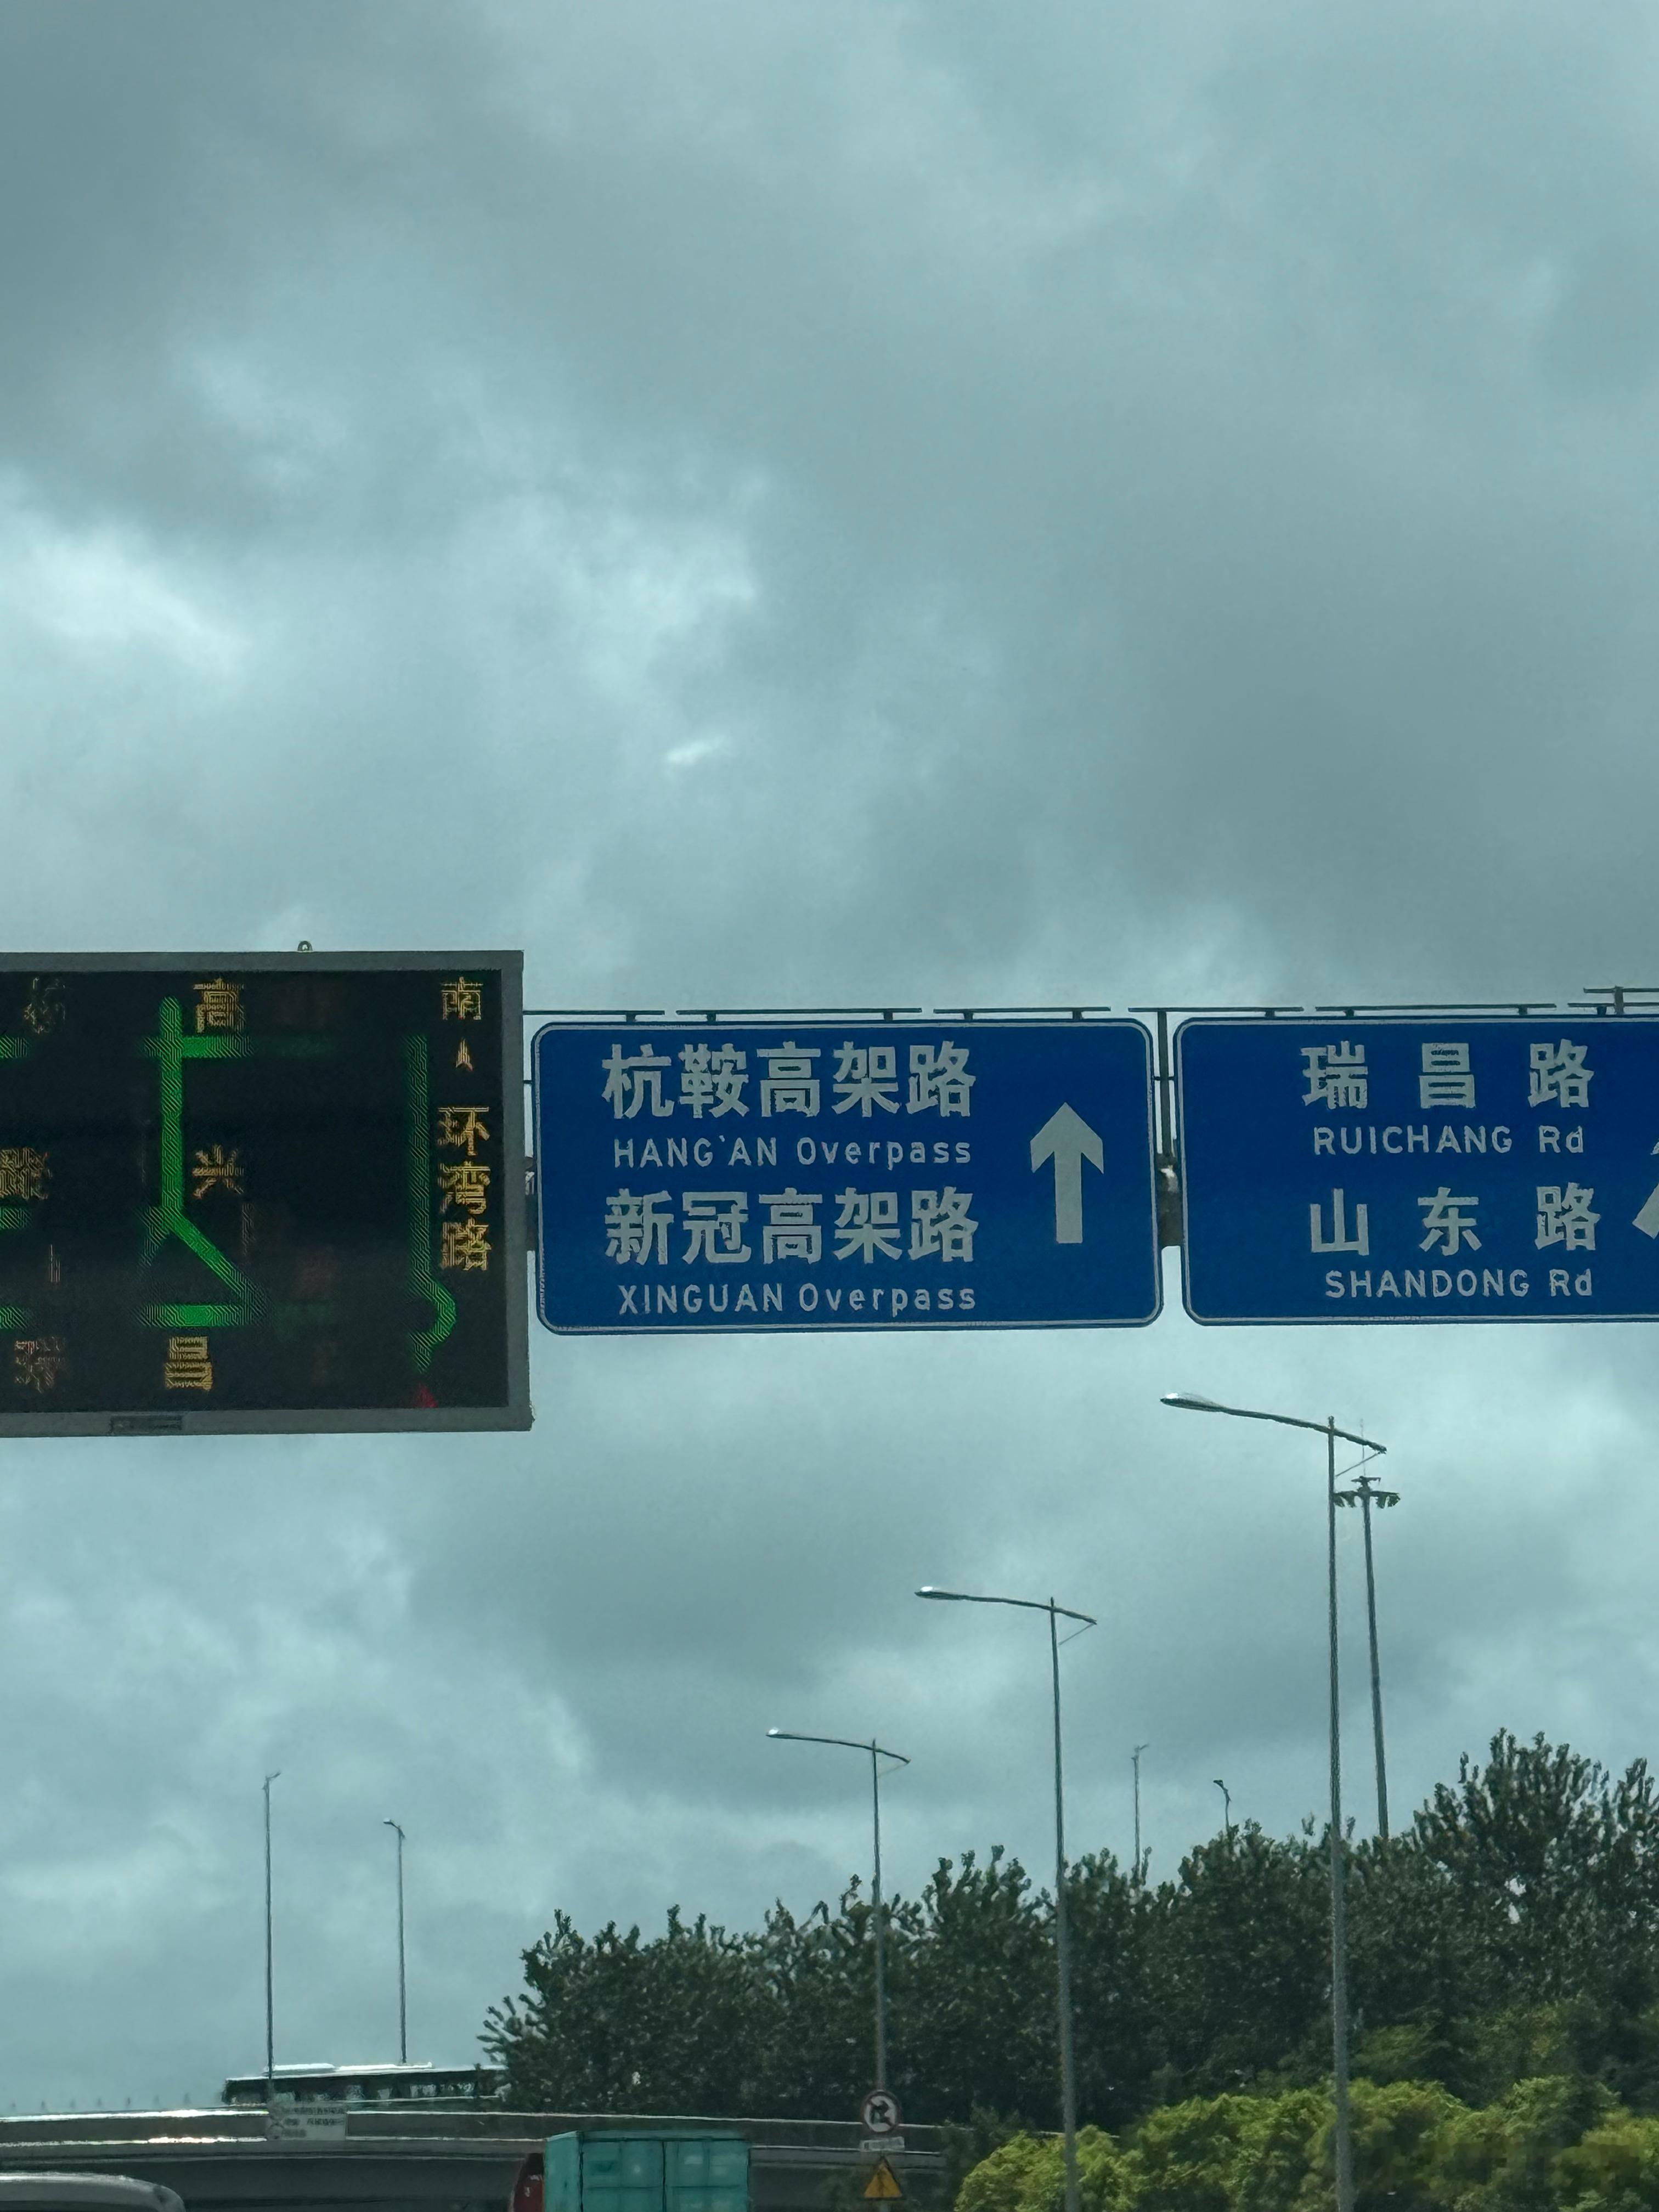 高
南
环湾路
兴
昌
杭鞍高架路
HANG'AN Overpass
新冠高架路
XINGUAN Overpass
瑞昌路
RUICHANG Rd
山东路
SHANDONG Rd